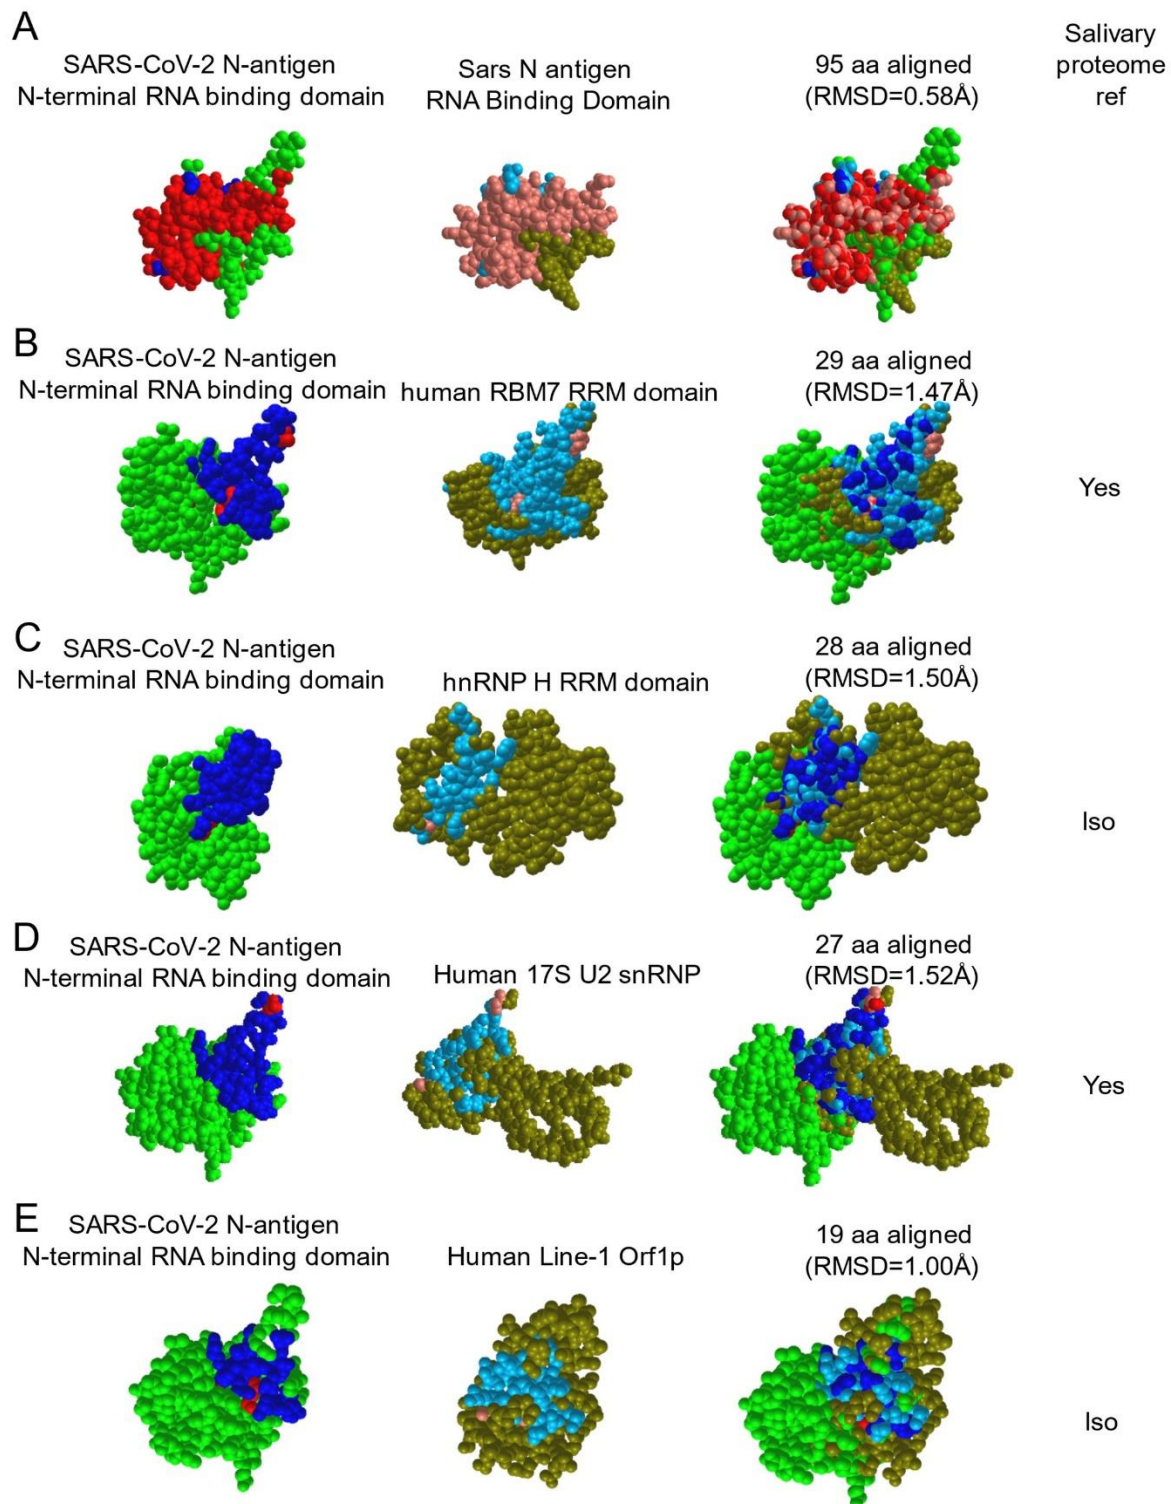 A
SARS-CoV-2 N-antigen
N-terminal RNA binding domain
Sars N antigen
RNA Binding Domain
95 aa aligned
(RMSD=0.58Å)
Salivary
proteome
ref
B
SARS-CoV-2 N-antigen
N-terminal RNA binding domain
human RBM7 RRM domain
29 aa aligned
(RMSD=1.47Å)
Yes
C
SARS-CoV-2 N-antigen
N-terminal RNA binding domain
hnRNP H RRM domain
28 aa aligned
(RMSD=1.50Å)
Iso
D
SARS-CoV-2 N-antigen
N-terminal RNA binding domain
Human 17S U2 snRNP
27 aa aligned
(RMSD=1.52Å)
Yes
E
SARS-CoV-2 N-antigen
N-terminal RNA binding domain
Human Line-1 Orf1p
19 aa aligned
(RMSD=1.00Å)
Iso